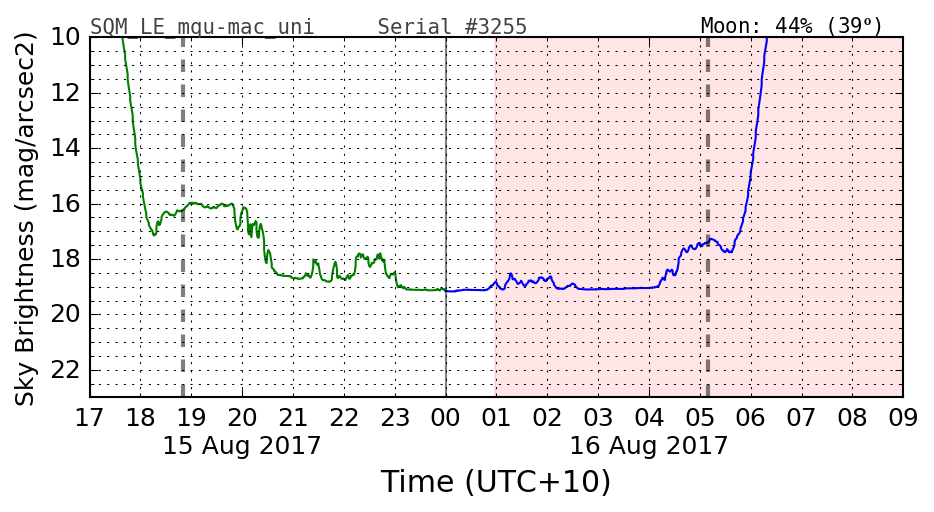 SQM_LE_mqu-mac_uni Serial #3255 Moon: 44% (39º)
10
12
14
16
18
20
22
Sky Brightness (mag/arcsec2)
17 18 19 20 21 22 23 00 01 02 03 04 05 06 07 08 09
15 Aug 2017 16 Aug 2017
Time (UTC+10)